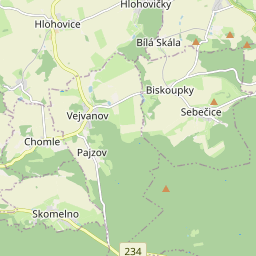 Hlohovičky
Hlohovice
Bílá Skála
Biskoupky
Sebečice
Vejvanov
Chomle
Pajzov
Skomelno
234